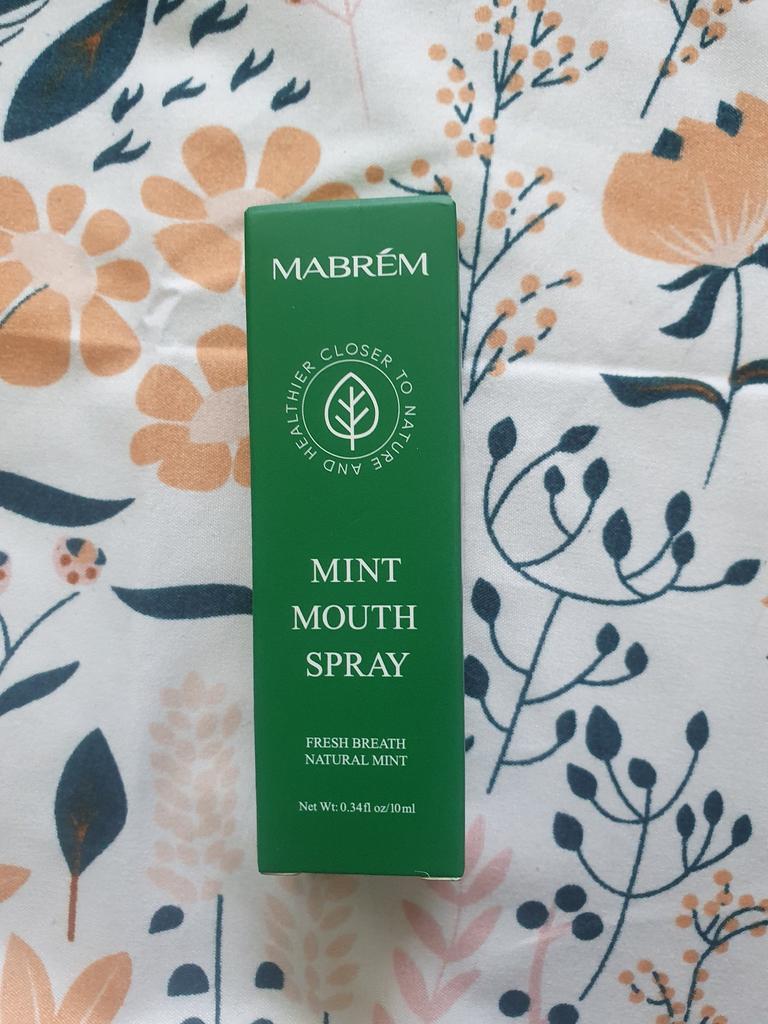 MABRÉM
CLOSER TO NATURE AND HEALTHIER
MINT
MOUTH
SPRAY
FRESH BREATH
NATURAL MINT
Net Wt: 0.34fl oz/10ml